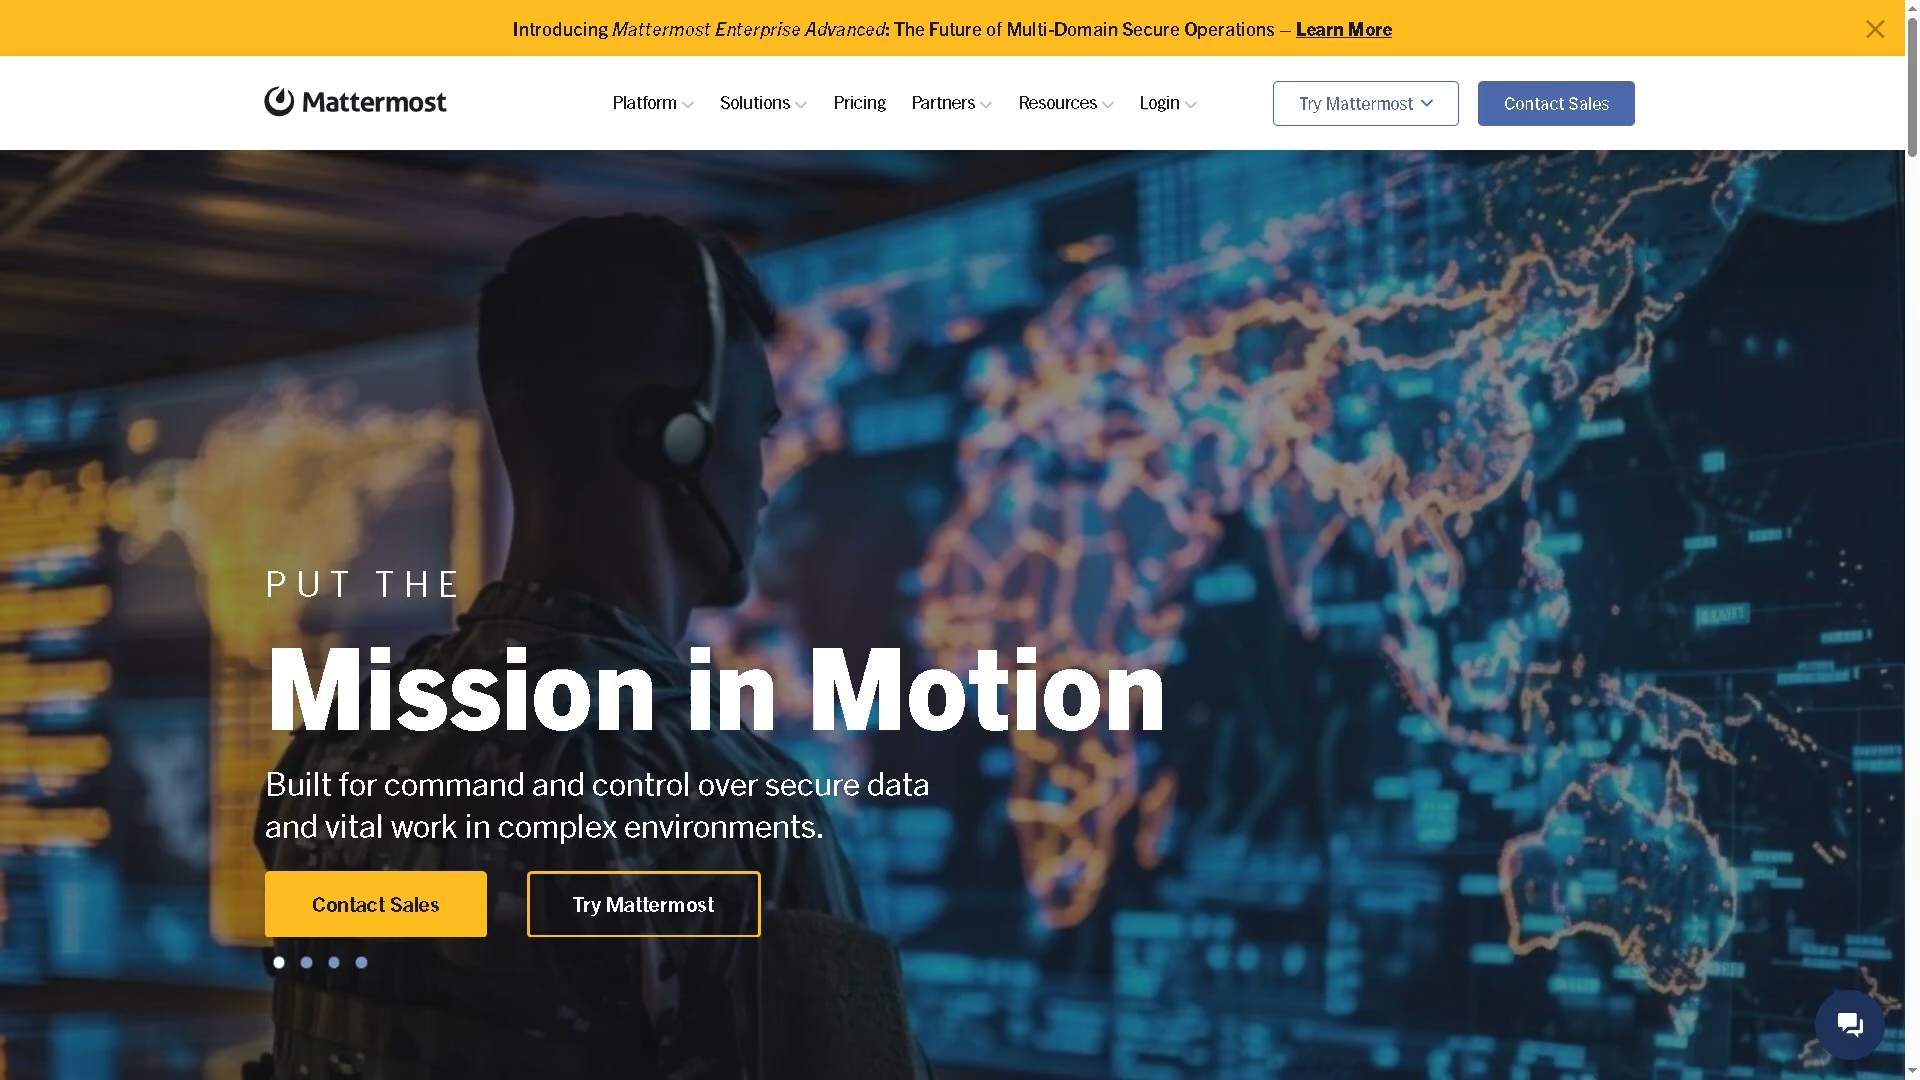 Introducing Mattermost Enterprise Advanced: The Future of Multi-Domain Secure Operations – Learn More
Mattermost
Platform
Solutions
Pricing
Partners
Resources
Login
Try Mattermost
Contact Sales
PUT THE
Mission in Motion
Built for command and control over secure data
and vital work in complex environments.
Contact Sales
Try Mattermost